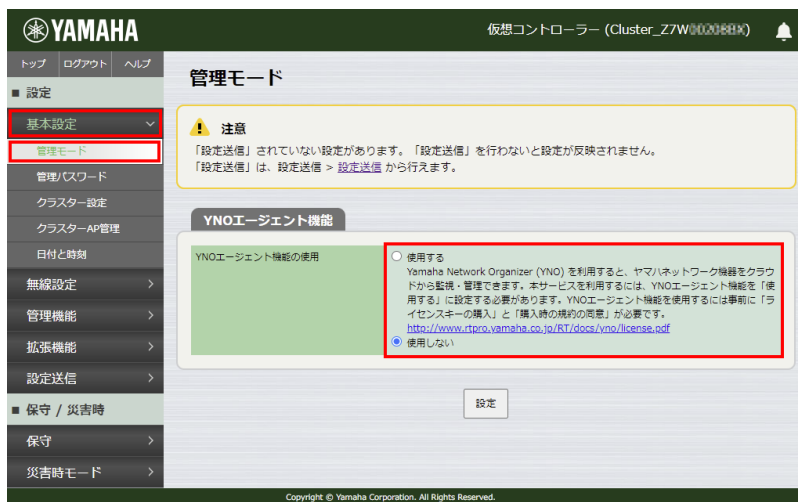 YAMAHA
仮想コントローラー (Cluster_Z7W
トップ ログアウト ヘルプ
■ 設定
基本設定
管理モード
管理パスワード
クラスター設定
クラスターAP管理
日付と時刻
無線設定
管理機能
拡張機能
設定送信
■ 保守 / 災害時
保守
災害時モード
管理モード
注意
「設定送信」されていない設定があります。「設定送信」を行わないと設定が反映されません。
「設定送信」は、設定送信 > 設定送信 から行えます。
YNOエージェント機能
YNOエージェント機能の使用
使用する
Yamaha Network Organizer (YNO) を利用すると、ヤマハネットワーク機器をクラウ
ドから監視・管理できます。本サービスを利用するには、YNOエージェント機能を「使
用する」に設定する必要があります。YNOエージェント機能を使用するには事前に「ラ
イセンスキーの購入」と「購入時の規約の同意」が必要です。
http://www.rtpro.yamaha.co.jp/RT/docs/yno/license.pdf
使用しない
設定
Copyright © Yamaha Corporation. All Rights Reserved.